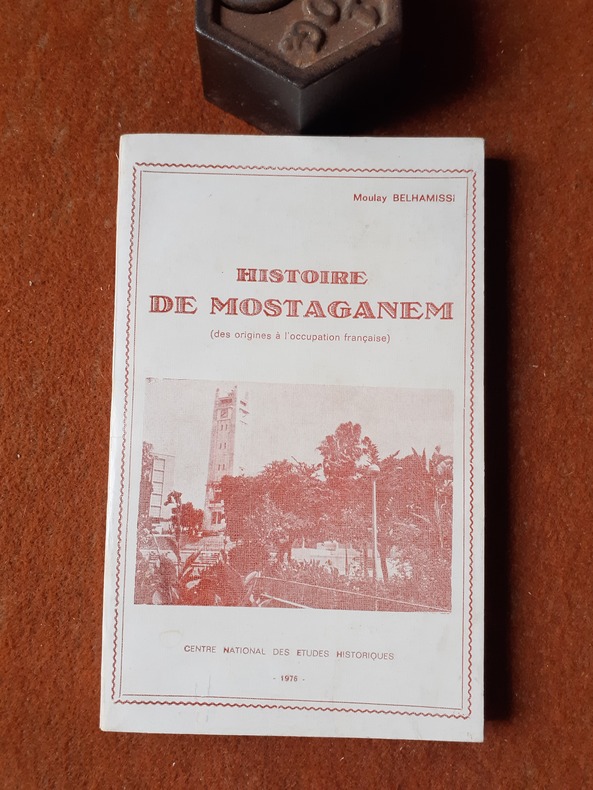 Moulay BELHAMISSI
HISTOIRE
DE MOSTAGANEM
(des origines à l'occupation française)
CENTRE NATIONAL DES ETUDES HISTORIQUES
- 1976 -